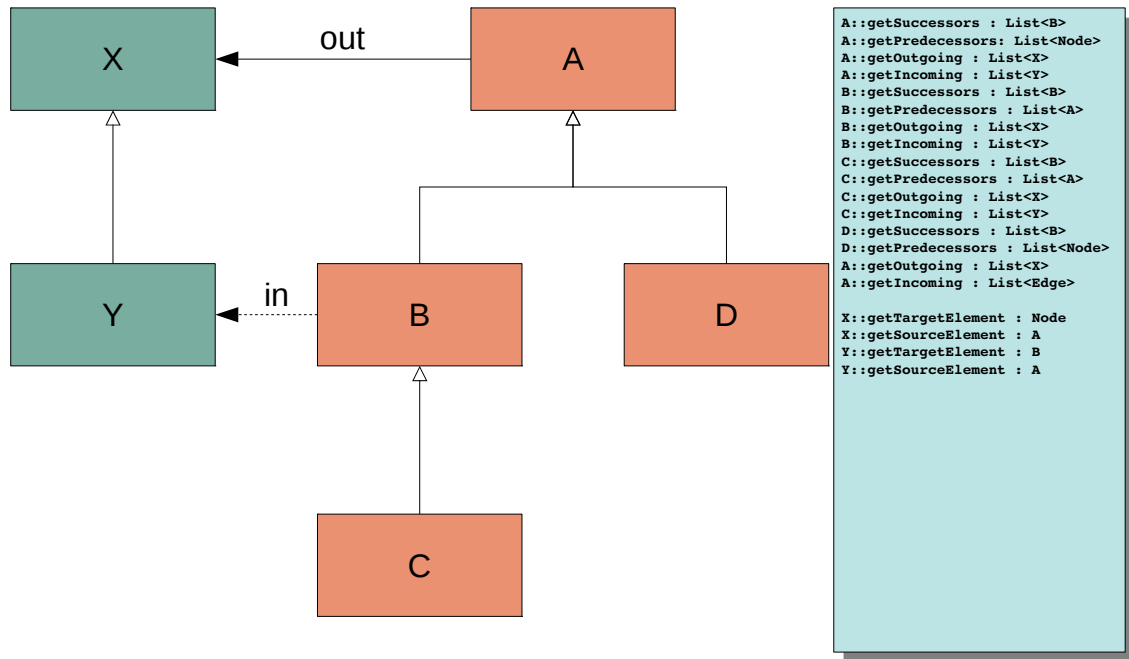 X
out
A
Y
in
B
D
C
A::getSuccessors : List<B>
A::getPredecessors: List<Node>
A::getOutgoing : List<X>
A::getIncoming : List<Y>
B::getSuccessors : List<B>
B::getPredecessors : List<A>
B::getOutgoing : List<X>
B::getIncoming : List<Y>
C::getSuccessors : List<B>
C::getPredecessors : List<A>
C::getOutgoing : List<X>
C::getIncoming : List<Y>
D::getSuccessors : List<B>
D::getPredecessors : List<Node>
A::getOutgoing : List<X>
A::getIncoming : List<Edge>
X::getTargetElement : Node
X::getSourceElement : A
Y::getTargetElement : B
Y::getSourceElement : A